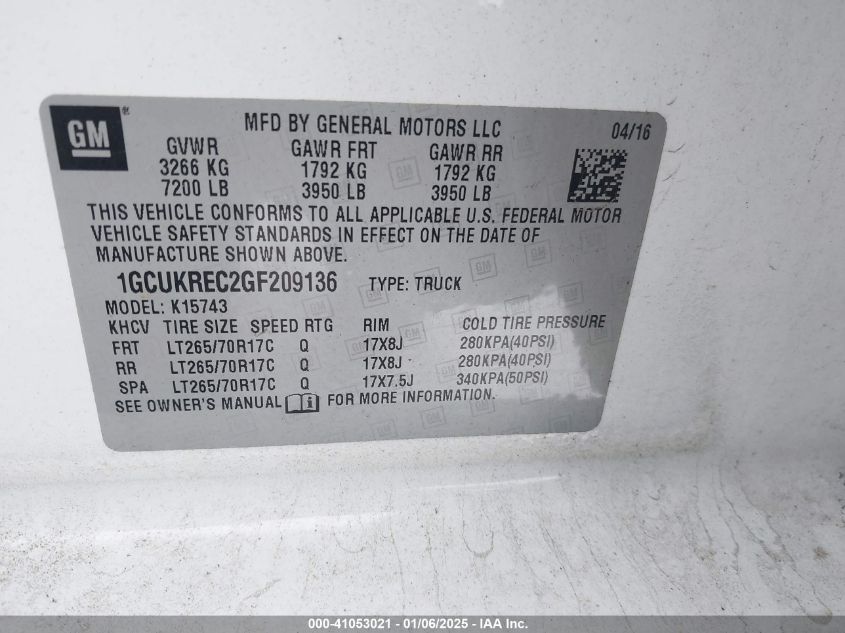 GM®
MFD BY GENERAL MOTORS LLC 04/16
GVWR GAWR FRT GAWR RR
3266 KG 1792 KG 1792 KG
7200 LB 3950 LB 3950 LB
THIS VEHICLE CONFORMS TO ALL APPLICABLE U.S. FEDERAL MOTOR
VEHICLE SAFETY STANDARDS IN EFFECT ON THE DATE OF
MANUFACTURE SHOWN ABOVE.
1GCUKREC2GF209136 TYPE: TRUCK
MODEL: K15743
KHCV TIRE SIZE SPEED RTG RIM COLD TIRE PRESSURE
FRT LT265/70R17C Q 17X8J 280KPA(40PSI)
RR LT265/70R17C Q 17X8J 280KPA(40PSI)
SPA LT265/70R17C Q 17X7.5J 340KPA(50PSI)
SEE OWNER'S MANUAL FOR MORE INFORMATION.
000-41053021 - 01/06/2025 - IAA Inc.